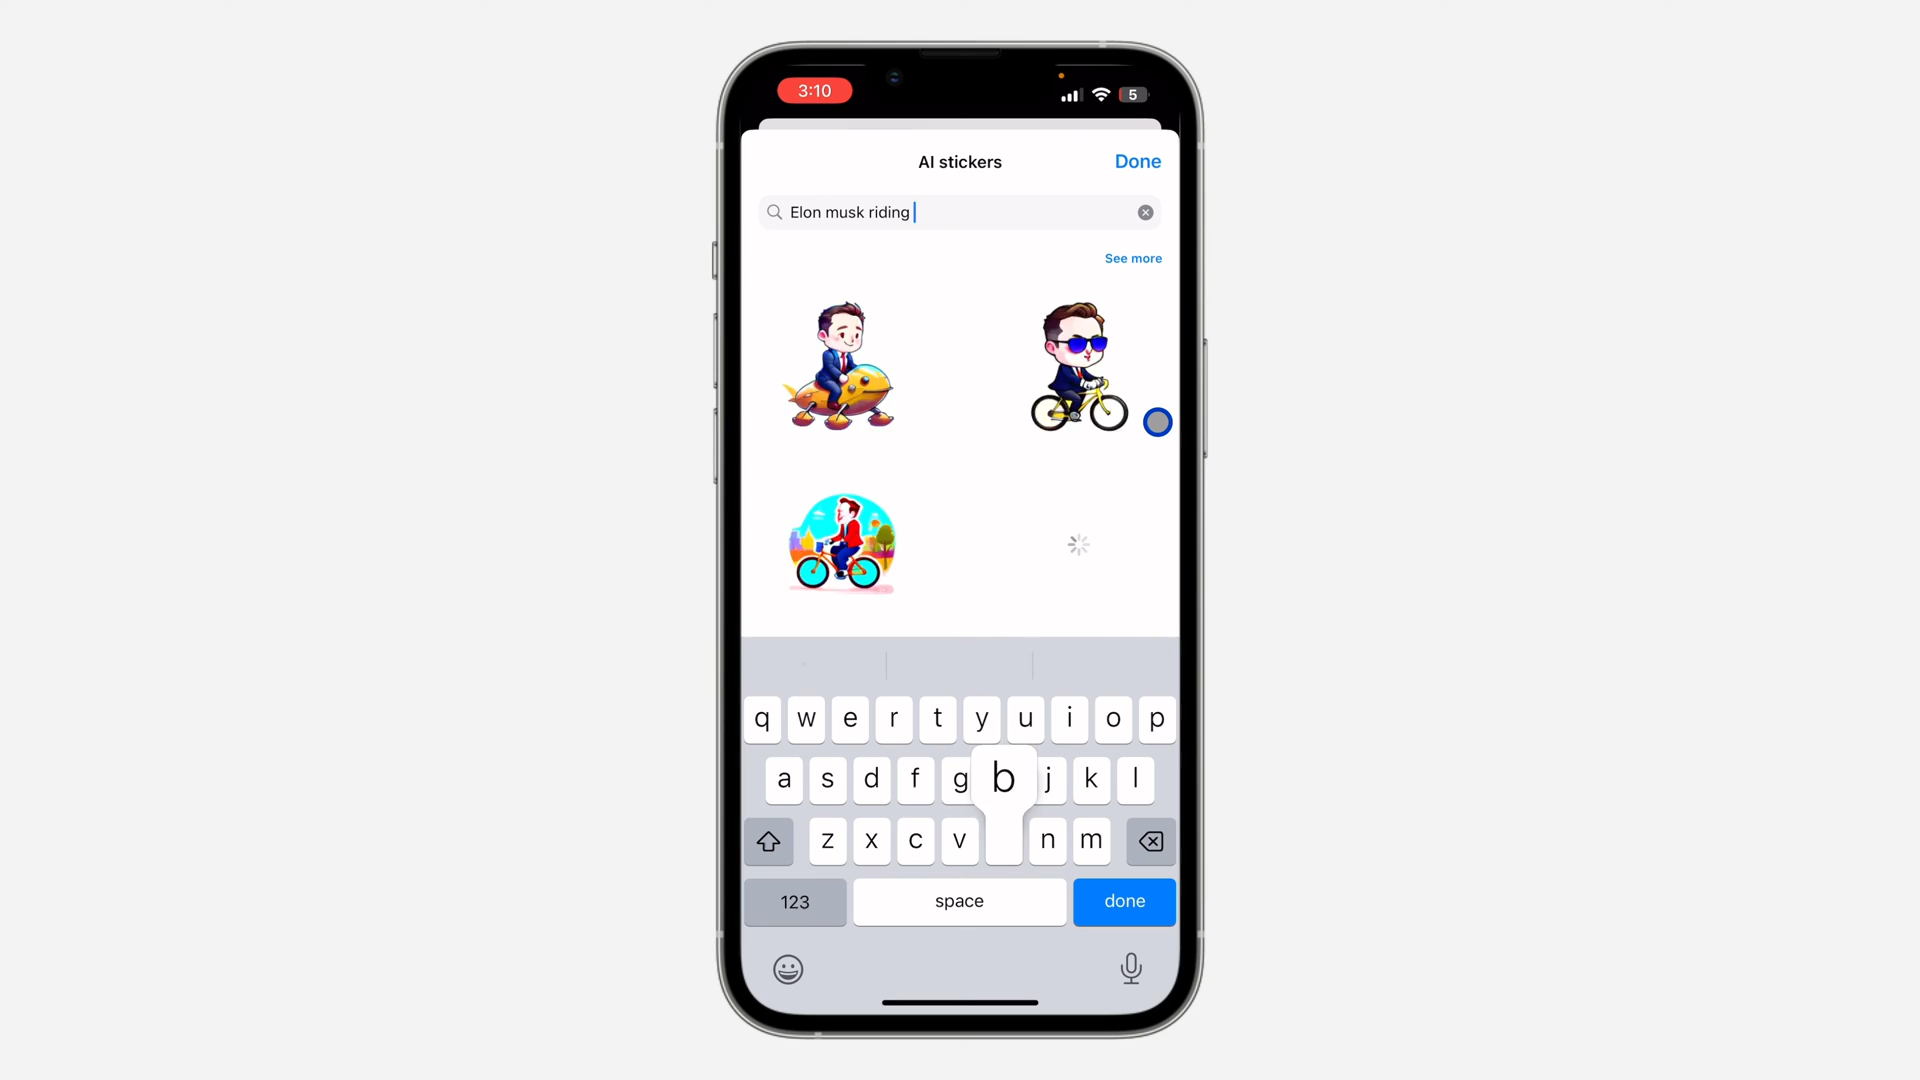 3:10
5
AI stickers
Done
Elon musk riding
See more
q w e r t y u i o p
a s d f g b j k l
z x c v n m
123
space
done